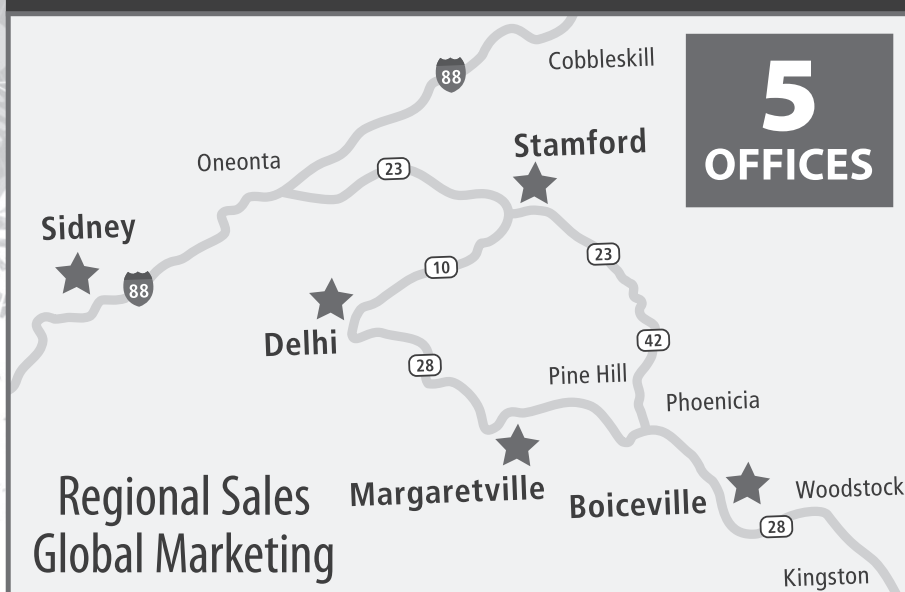 Cobbleskill
88
5
OFFICES
Stamford
Oneonta
23
Sidney
23
10
88
Delhi
42
28
Pine Hill
Phoenicia
Regional Sales
Global Marketing
Margaretville
Boiceville
Woodstock
28
Kingston